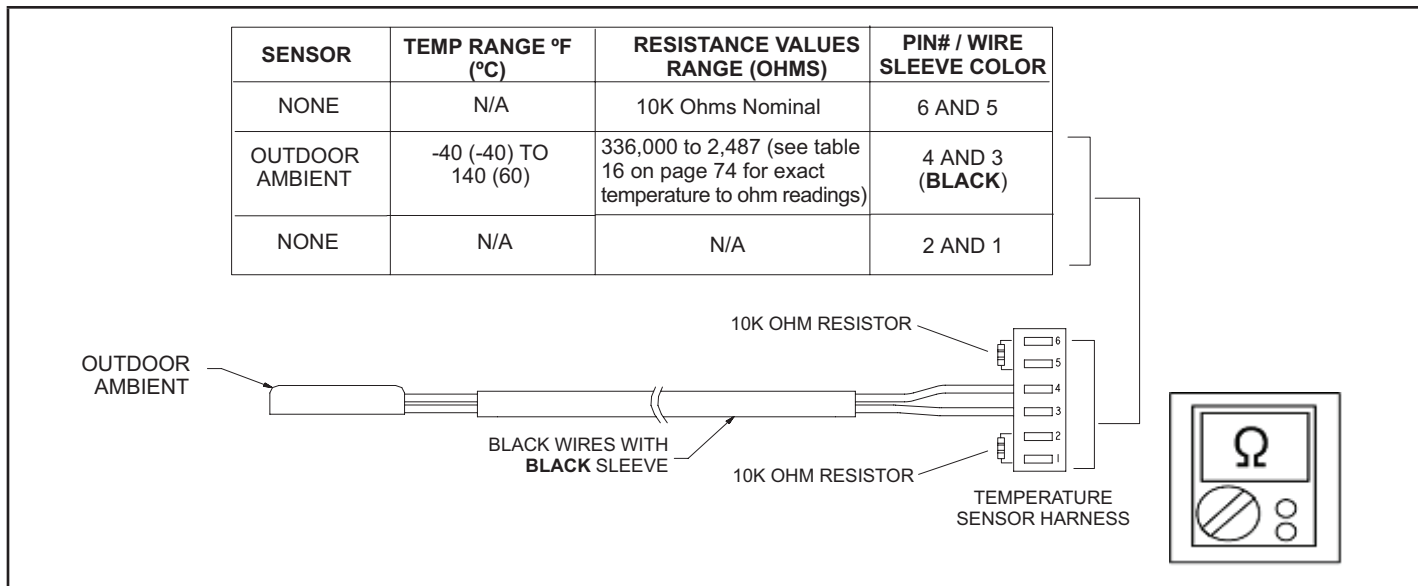 SENSOR
TEMP RANGE ºF
(ºC)
RESISTANCE VALUES
RANGE (OHMS)
PIN# / WIRE
SLEEVE COLOR
NONE
N/A
10K Ohms Nominal
6 AND 5
OUTDOOR
AMBIENT
-40 (-40) TO
140 (60)
336,000 to 2,487 (see table
16 on page 74 for exact
temperature to ohm readings)
4 AND 3
(BLACK)
NONE
N/A
N/A
2 AND 1
10K OHM RESISTOR
OUTDOOR
AMBIENT
6
5
4
3
2
1
BLACK WIRES WITH
BLACK SLEEVE
10K OHM RESISTOR
TEMPERATURE
SENSOR HARNESS
Ω